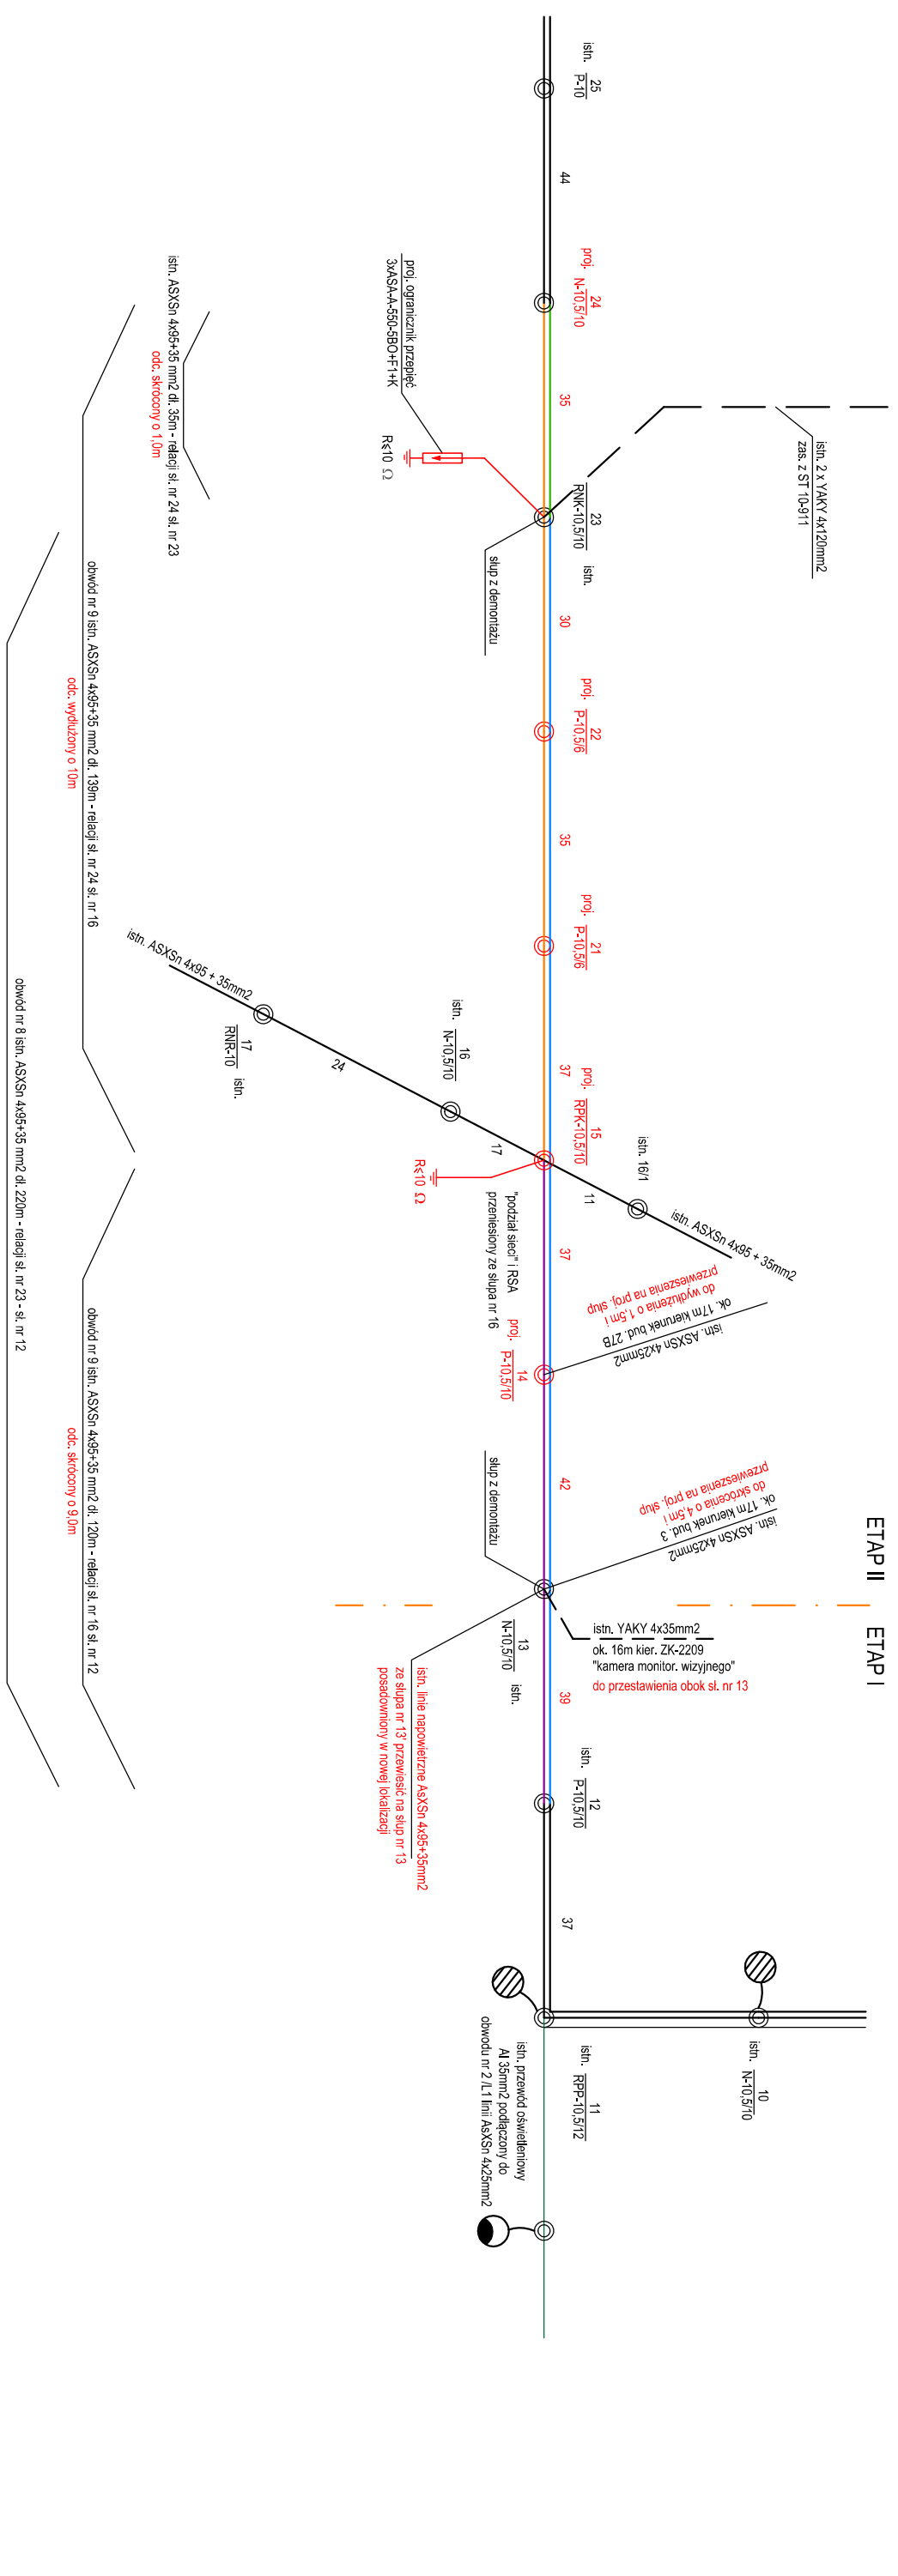 25
istn. P-10
44
24
proj. N-10,5/10
35
proj. ogranicznik przepięć
3xASA-A-550-5BO+F1+K
R≤10 Ω
istn. 2 x YAKY 4x120mm2
zas. z ST 10-911
23
RNK-10,5/10 istn.
słup z demontażu
30
22
proj. P-10,5/6
35
21
proj. P-10,5/6
37
15
proj. RPK-10,5/10
R≤10 Ω
"podział sieci" i RSA
przeniesiony ze słupa nr 16
istn. ASXSn 4x95 + 35mm2
17
RNR-10 istn.
24
16
istn. N-10,5/10
17
11
istn. 16/1
istn. ASXSn 4x95 + 35mm2
37
14
proj. P-10,5/10
istn. ASXSn 4x25mm2
ok. 17m kierunek bud. 27B
do wydłużenia o 1,5m i
przewieszenia na proj. słup
42
słup z demontażu
istn. ASXSn 4x25mm2
ok. 17m kierunek bud. 3
do skrócenia o 4,5m i
przewieszenia na proj. słup
ETAP II
ETAP I
13
N-10,5/10 istn.
istn. YAKY 4x35mm2
ok. 16m kier. ZK-2209
"kamera monitor. wizyjnego"
do przestawienia obok sł. nr 13
istn. linie napowietrzne AsXSn 4x95+35mm2
ze słupa nr 13' przewiesić na słup nr 13
posadowniony w nowej lokalizacji
39
12
istn. P-10,5/10
37
11
istn. RPP-10,5/12
10
istn. N-10,5/10
istn. przewód oświetleniowy
Al 35mm2 podłączony do
obwodu nr 2 /L1 linii AsXSn 4x25mm2
istn. ASXSn 4x95+35 mm2 dł. 35m - relacji sł. nr 24 sł. nr 23
odc. skrócony o 1,0m
obwód nr 9 istn. ASXSn 4x95+35 mm2 dł. 139m - relacji sł. nr 24 sł. nr 16
odc. wydłużony o 10m
obwód nr 9 istn. ASXSn 4x95+35 mm2 dł. 120m - relacji sł. nr 16 sł. nr 12
odc. skrócony o 9,0m
obwód nr 8 istn. ASXSn 4x95+35 mm2 dł. 220m - relacji sł. nr 23 - sł. nr 12